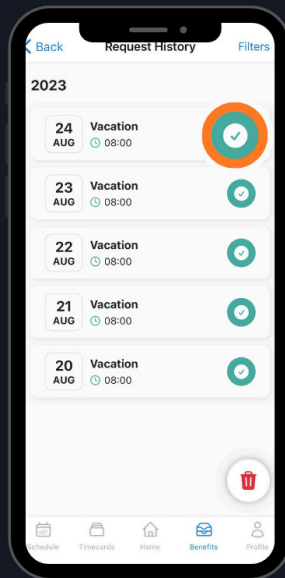 Back Request History Filters
2023
24 Vacation
AUG 08:00
23 Vacation
AUG 08:00
22 Vacation
AUG 08:00
21 Vacation
AUG 08:00
20 Vacation
AUG 08:00
Schedule Timecards Home Benefits Profile